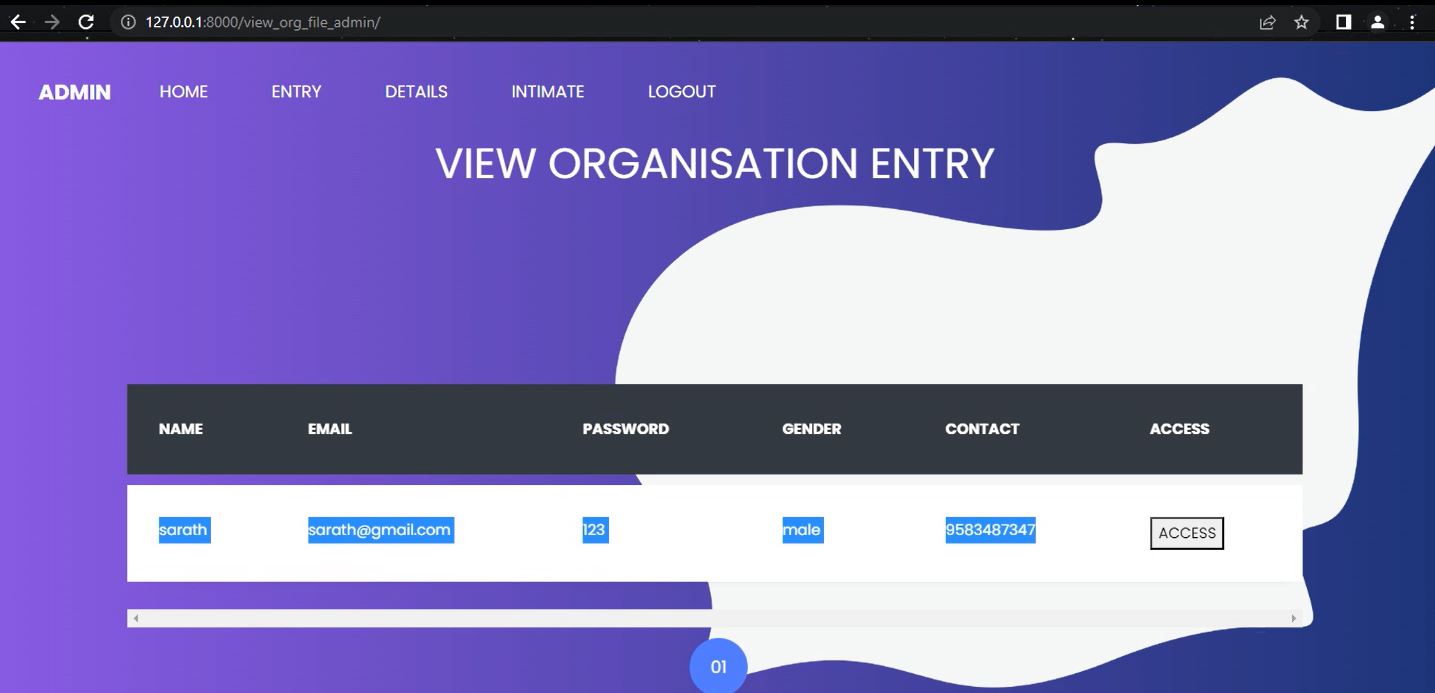 127.0.0.1:8000/view_org_file_admin/
ADMIN HOME ENTRY DETAILS INTIMATE LOGOUT
VIEW ORGANISATION ENTRY
NAME EMAIL PASSWORD GENDER CONTACT ACCESS
sarath sarath@gmail.com 123 male 9583487347 ACCESS
01